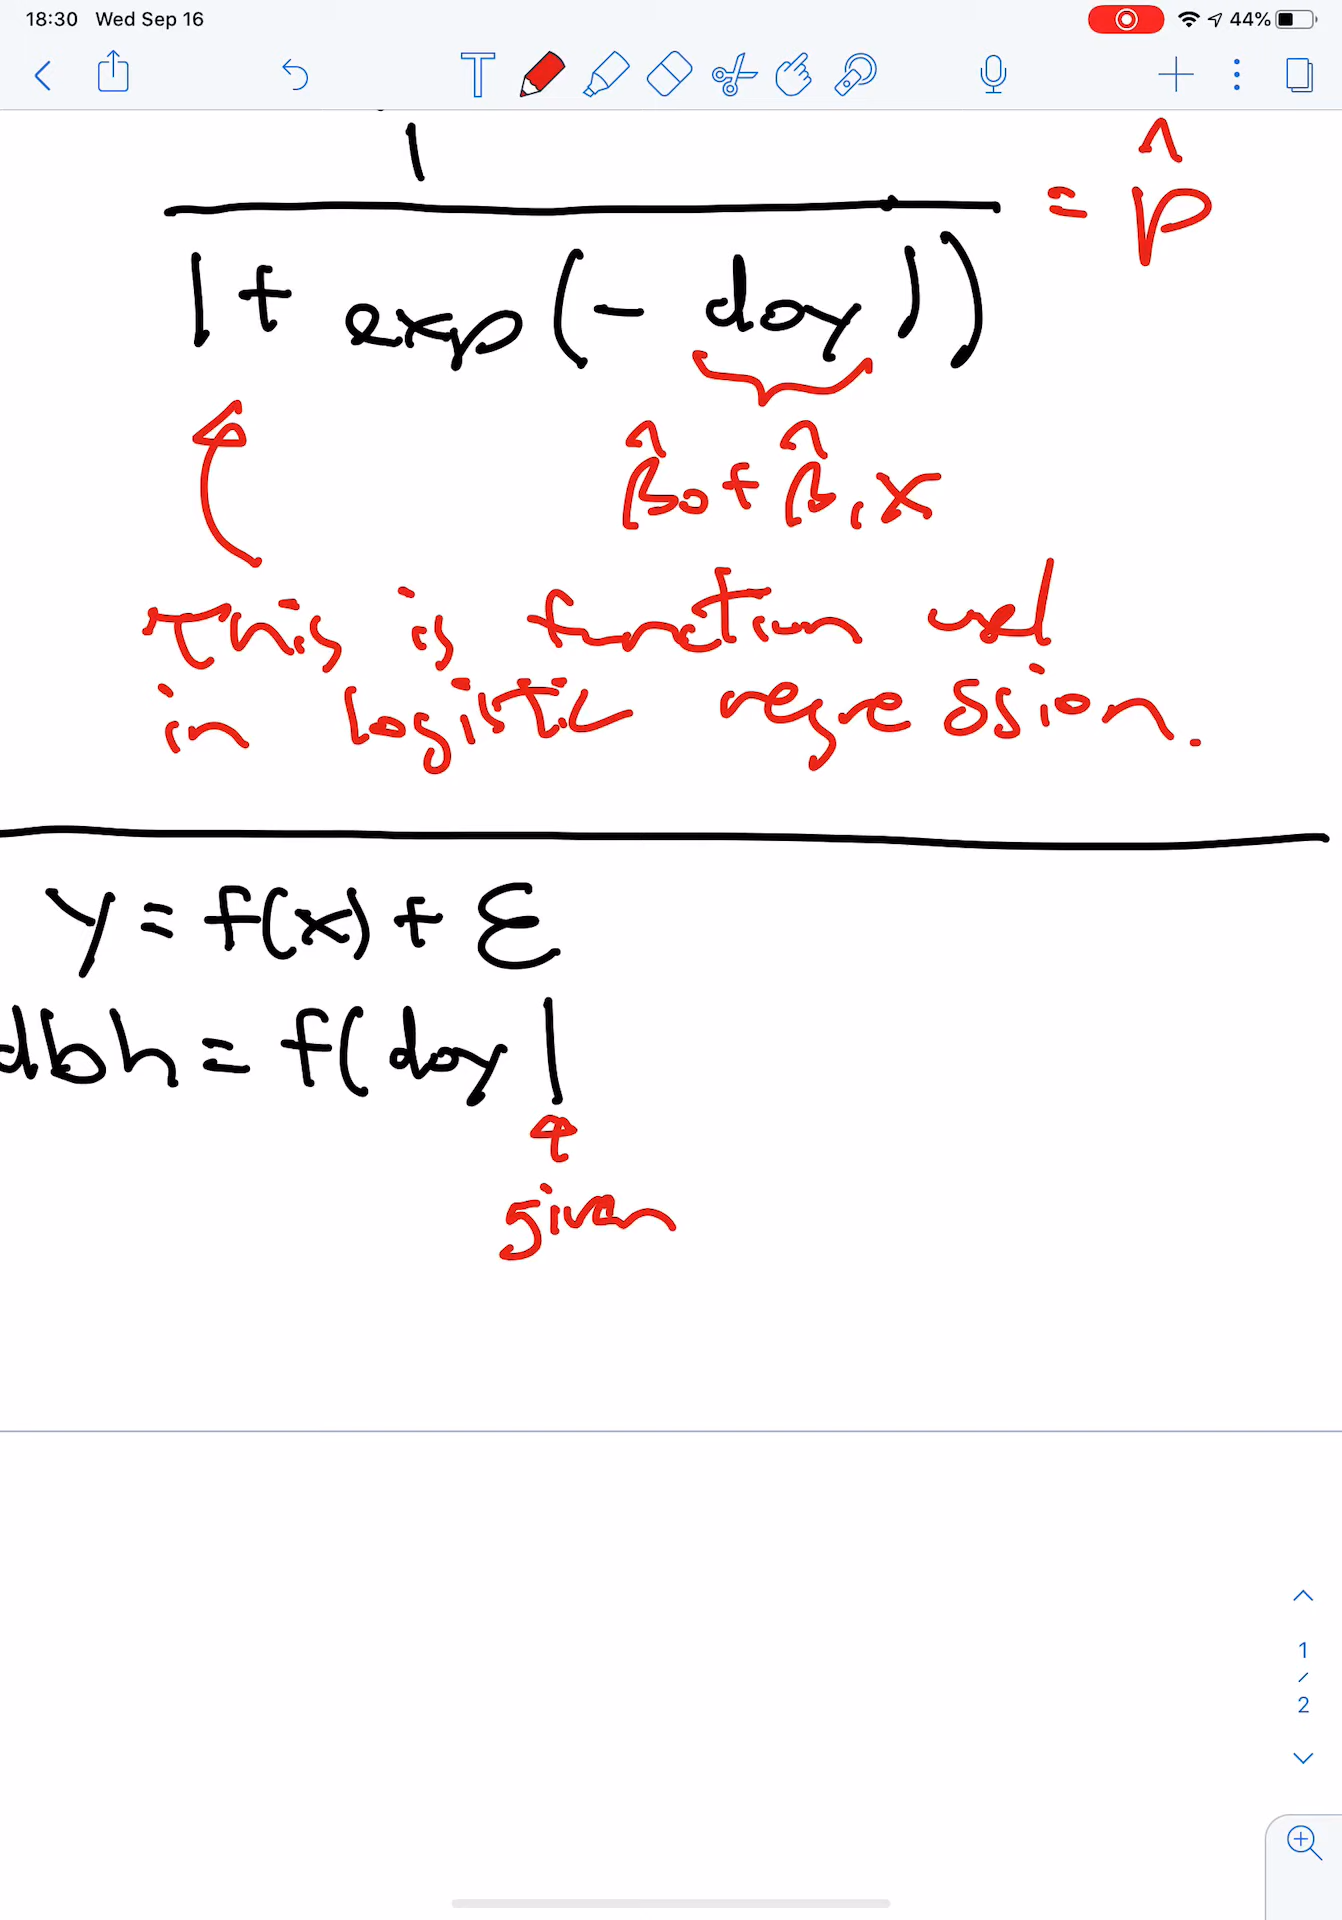 18:30 Wed Sep 16 44%
T
1
= p̂
1 + exp(- doy))
β̂0 + β̂1x
This is function used
in logistic regression.
y = f(x) + ε
dbh = f( doy |
given
1
/
2